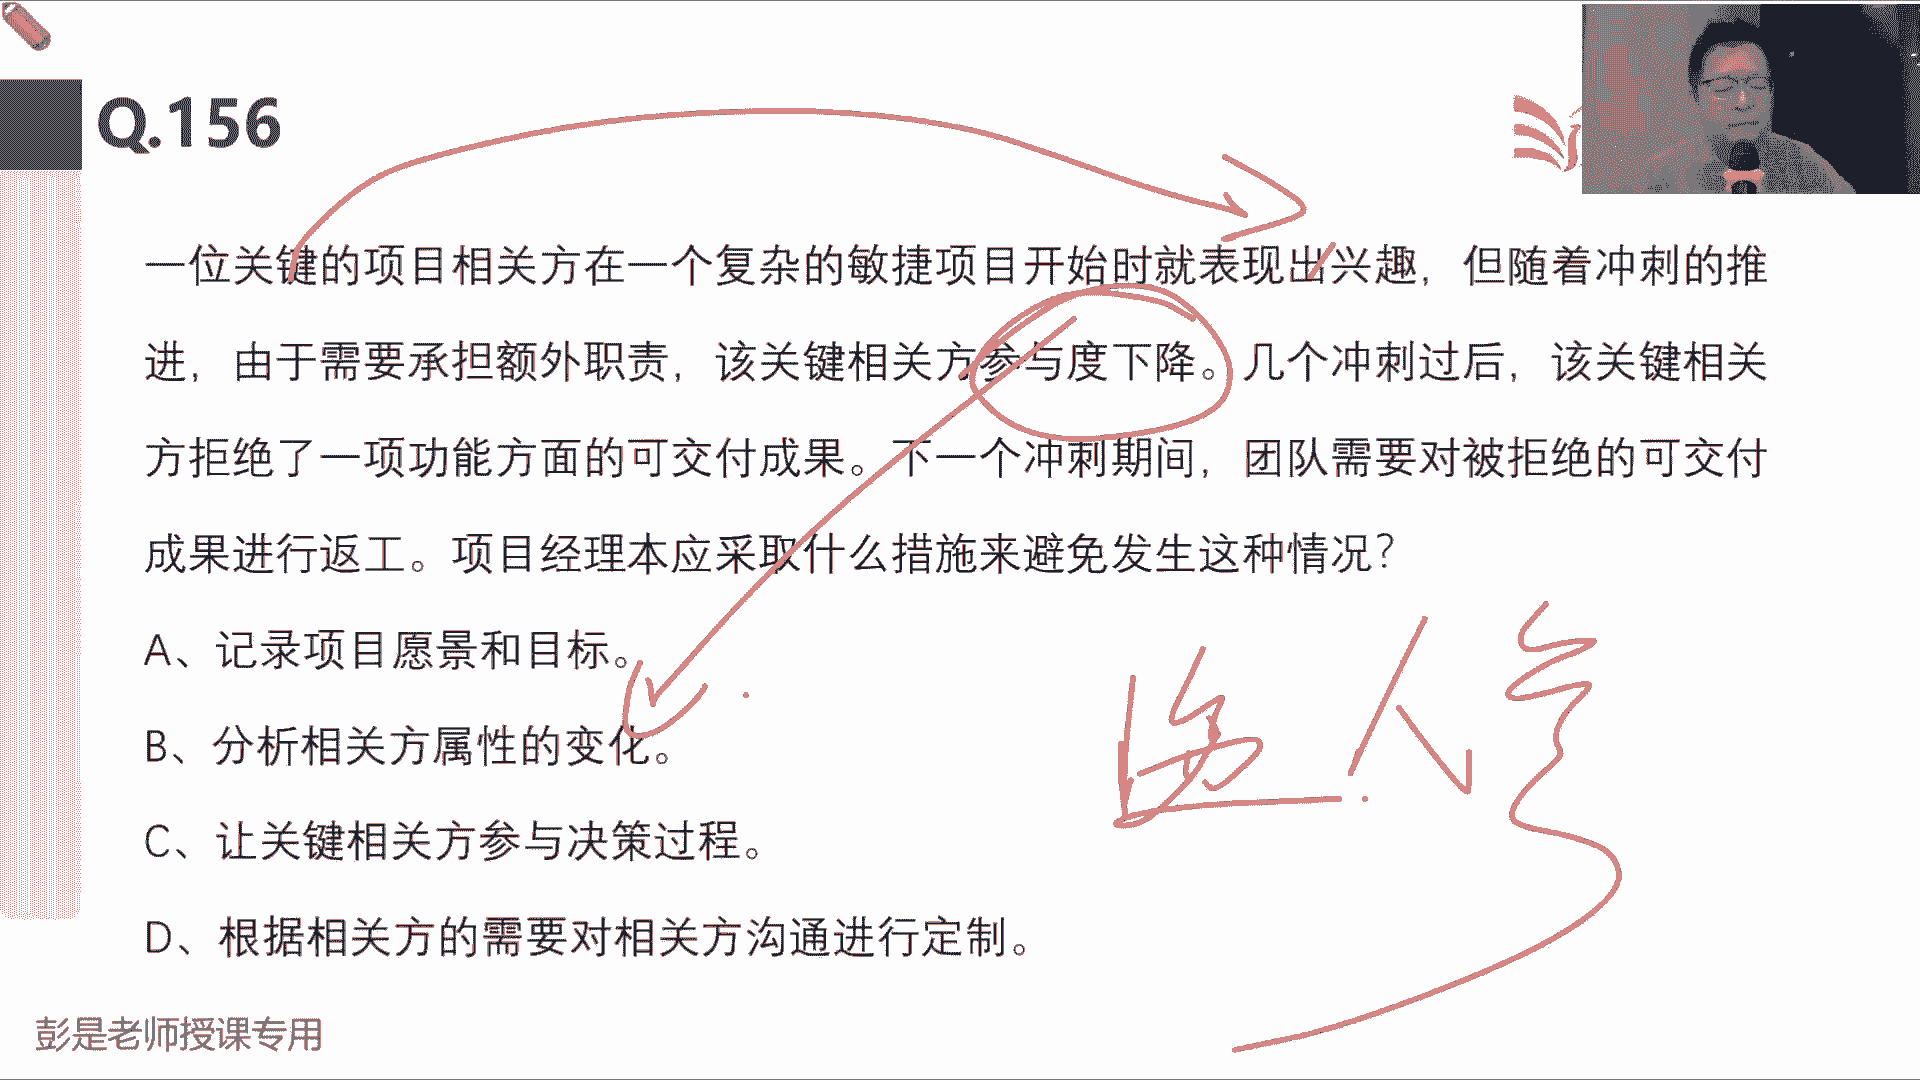 Q.156
一位关键的项目相关方在一个复杂的敏捷项目开始时就表现出兴趣，但随着冲刺的推
进，由于需要承担额外职责，该关键相关方参与度下降。几个冲刺过后，该关键相关
方拒绝了一项功能方面的可交付成果。下一个冲刺期间，团队需要对被拒绝的可交付
成果进行返工。项目经理本应采取什么措施来避免发生这种情况？
A、记录项目愿景和目标。
B、分析相关方属性的变化。
C、让关键相关方参与决策过程。
D、根据相关方的需要对相关方沟通进行定制。
彭是老师授课专用